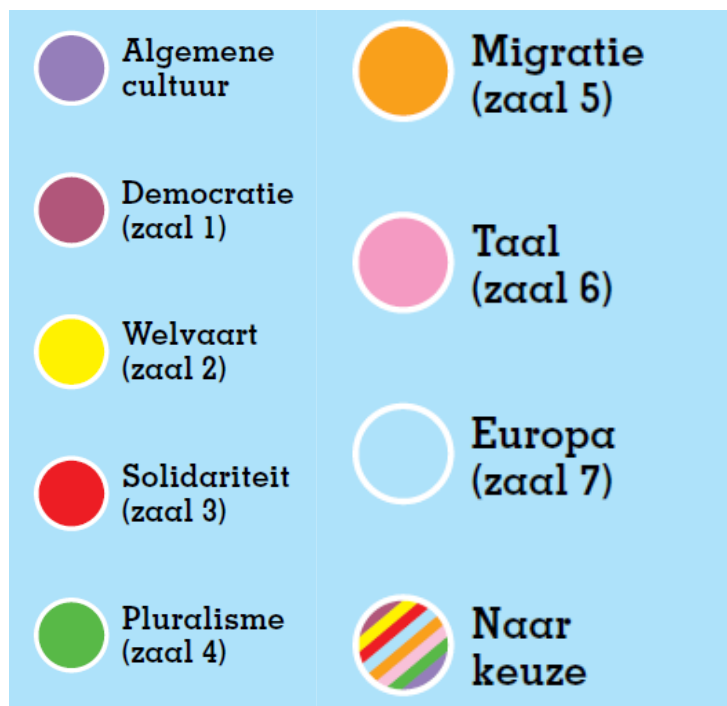 Algemene
cultuur
Democratie
(zaal 1)
Welvaart
(zaal 2)
Solidariteit
(zaal 3)
Pluralisme
(zaal 4)
Migratie
(zaal 5)
Taal
(zaal 6)
Europa
(zaal 7)
Naar
keuze